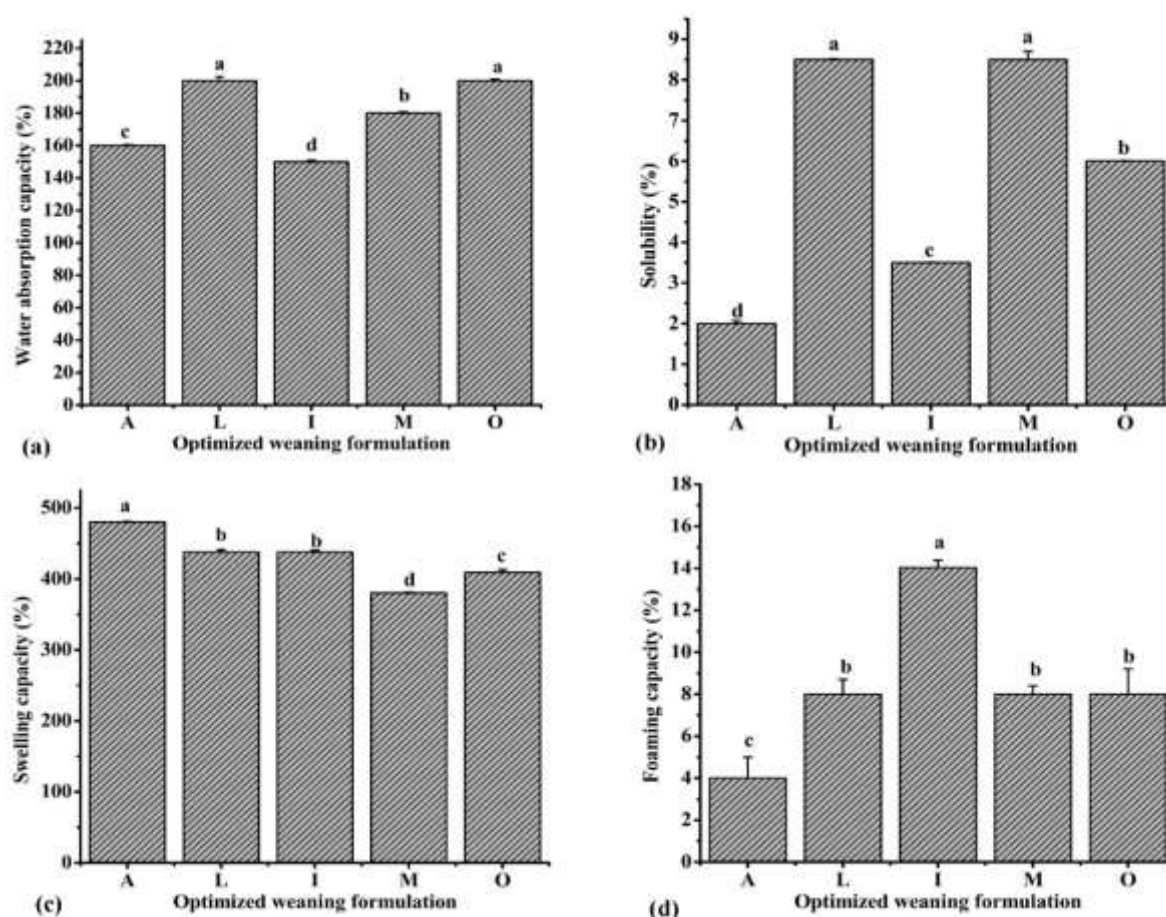 Water absorption capacity (%)
220
200
180
160
140
120
100
80
60
40
20
0
c
a
d
b
a
A L I M O
(a)
Optimized weaning formulation
Solubility (%)
9
8
7
6
5
4
3
2
1
0
d
a
c
a
b
A L I M O
(b)
Optimized weaning formulation
Swelling capacity (%)
500
400
300
200
100
0
a
b
b
d
c
A L I M O
(c)
Optimized weaning formulation
Foaming capacity (%)
18
16
14
12
10
8
6
4
2
0
c
b
a
b
b
A L I M O
(d)
Optimized weaning formulation